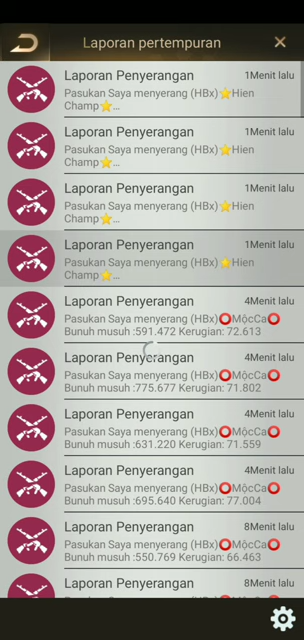 Laporan pertempuran
Laporan Penyerangan 1Menit lalu
Pasukan Saya menyerang (HBx)⭐Hien
Champ⭐...
Laporan Penyerangan 1Menit lalu
Pasukan Saya menyerang (HBx)⭐Hien
Champ⭐...
Laporan Penyerangan 1Menit lalu
Pasukan Saya menyerang (HBx)⭐Hien
Champ⭐...
Laporan Penyerangan 1Menit lalu
Pasukan Saya menyerang (HBx)⭐Hien
Champ⭐...
Laporan Penyerangan 4Menit lalu
Pasukan Saya menyerang (HBx)⭕MộcCa⭕
Bunuh musuh :591.472 Kerugian: 72.613
Laporan Penyerangan 4Menit lalu
Pasukan Saya menyerang (HBx)⭕MộcCa⭕
Bunuh musuh :775.677 Kerugian: 71.802
Laporan Penyerangan 4Menit lalu
Pasukan Saya menyerang (HBx)⭕MộcCa⭕
Bunuh musuh :631.220 Kerugian: 71.559
Laporan Penyerangan 4Menit lalu
Pasukan Saya menyerang (HBx)⭕MộcCa⭕
Bunuh musuh :695.640 Kerugian: 77.004
Laporan Penyerangan 8Menit lalu
Pasukan Saya menyerang (HBx)⭕MộcCa⭕
Bunuh musuh :550.769 Kerugian: 66.463
Laporan Penyerangan 8Menit lalu
Pasukan Saya menyerang (HBx)⭕MộcCa⭕